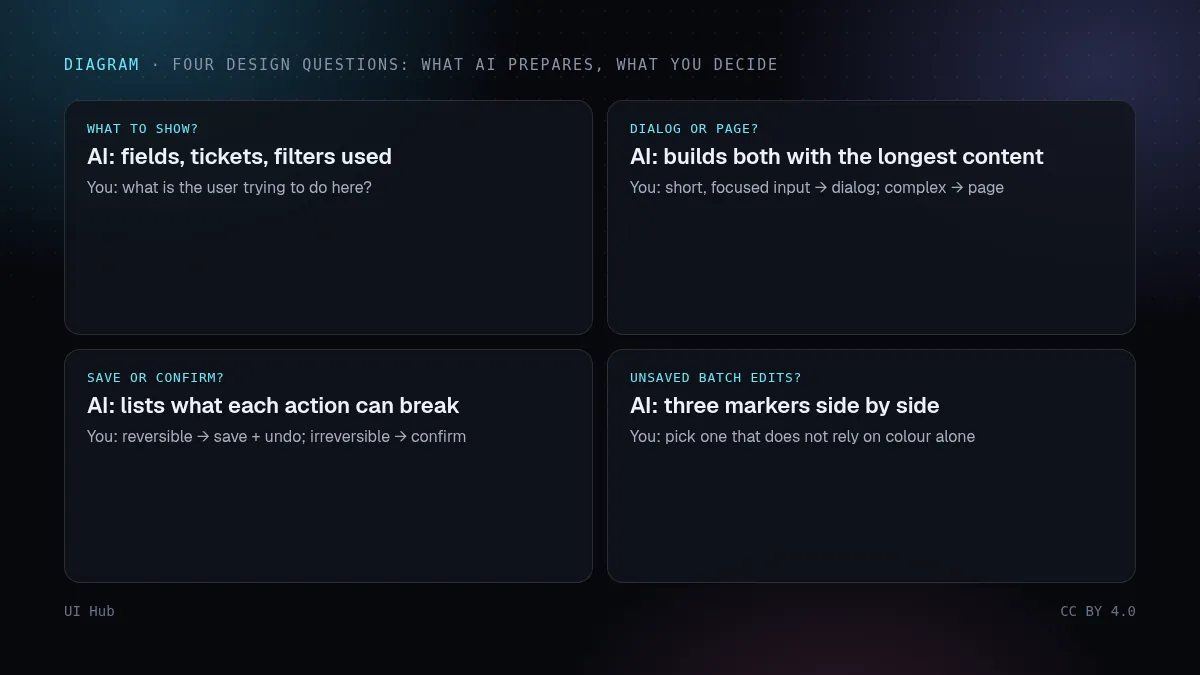 DIAGRAM · FOUR DESIGN QUESTIONS: WHAT AI PREPARES, WHAT YOU DECIDE
WHAT TO SHOW?
AI: fields, tickets, filters used
You: what is the user trying to do here?
DIALOG OR PAGE?
AI: builds both with the longest content
You: short, focused input → dialog; complex → page
SAVE OR CONFIRM?
AI: lists what each action can break
You: reversible → save + undo; irreversible → confirm
UNSAVED BATCH EDITS?
AI: three markers side by side
You: pick one that does not rely on colour alone
UI Hub
CC BY 4.0